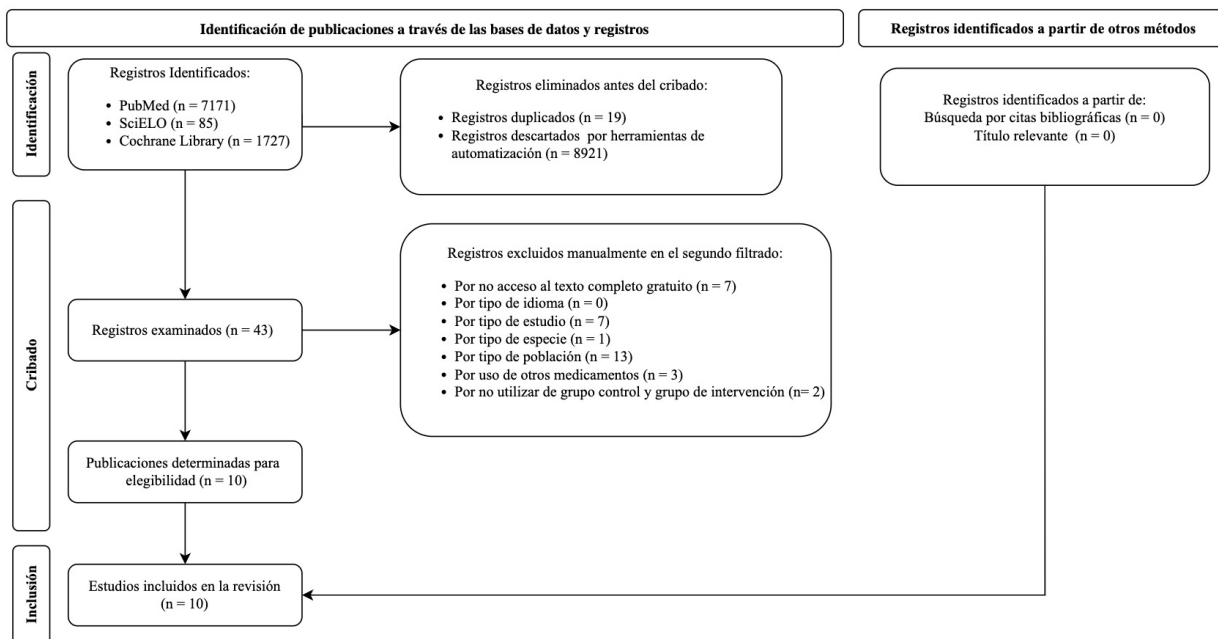 Identificación de publicaciones a través de las bases de datos y registros
Registros identificados a partir de otros métodos
Identificación
Registros Identificados:
• PubMed (n = 7171)
• SciELO (n = 85)
• Cochrane Library (n = 1727)
Registros eliminados antes del cribado:
• Registros duplicados (n = 19)
• Registros descartados por herramientas de
automatización (n = 8921)
Registros identificados a partir de:
Búsqueda por citas bibliográficas (n = 0)
Título relevante (n = 0)
Cribado
Registros examinados (n = 43)
Registros excluidos manualmente en el segundo filtrado:
• Por no acceso al texto completo gratuito (n = 7)
• Por tipo de idioma (n = 0)
• Por tipo de estudio (n = 7)
• Por tipo de especie (n = 1)
• Por tipo de población (n = 13)
• Por uso de otros medicamentos (n = 3)
• Por no utilizar de grupo control y grupo de intervención (n= 2)
Publicaciones determinadas para
elegibilidad (n = 10)
Inclusión
Estudios incluidos en la revisión
(n = 10)